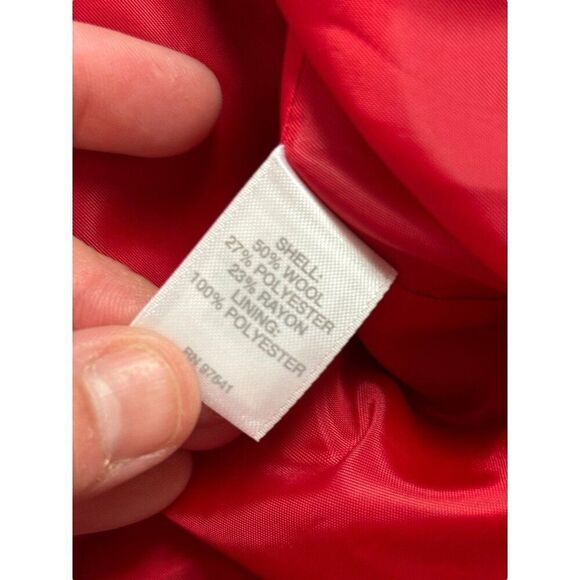 SHELL:
50% WOOL
27% POLYESTER
23% RAYON
LINING:
100% POLYESTER
RN 97641